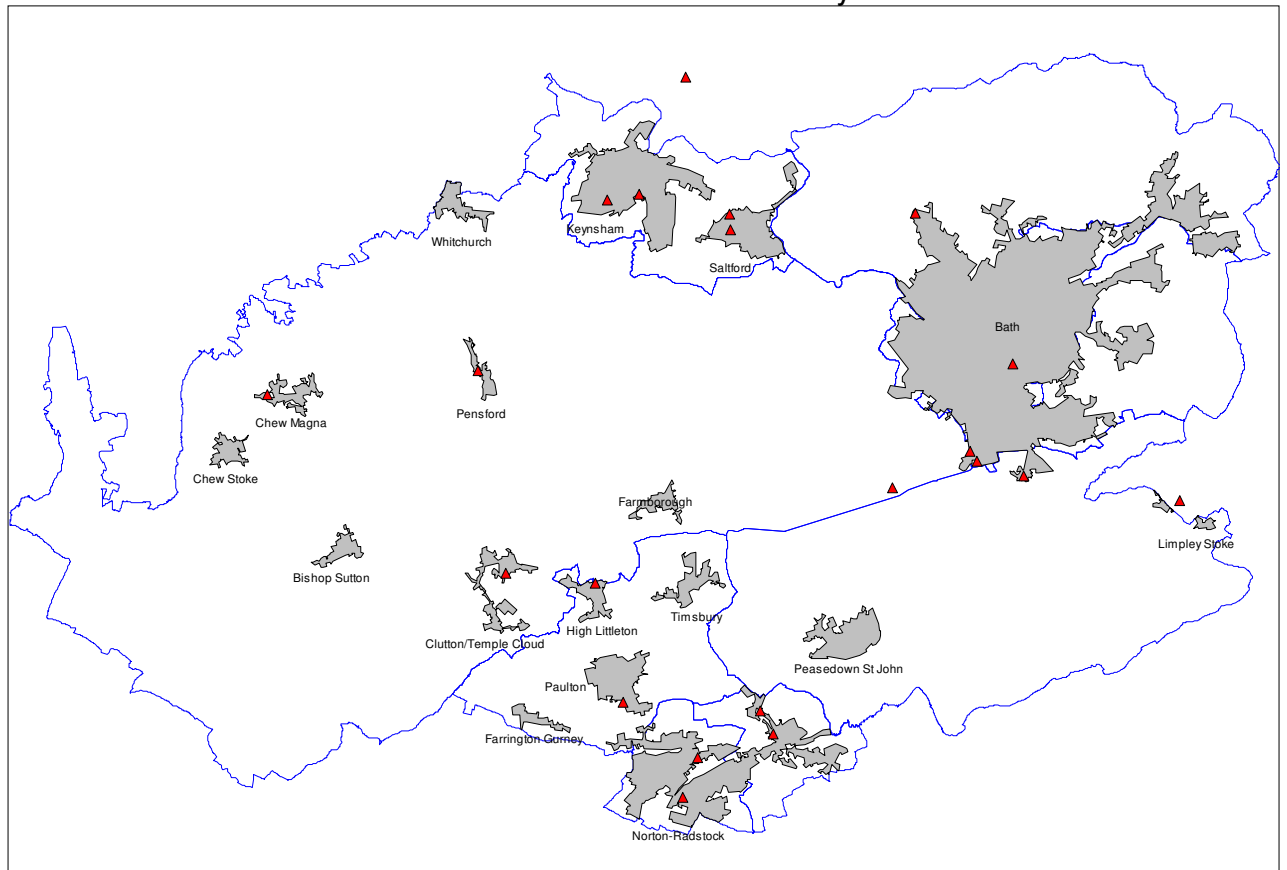 Whitchurch
Keynsham
Saltford
Bath
Chew Magna
Pensford
Chew Stoke
Farmborough
Limpley Stoke
Bishop Sutton
Timsbury
High Littleton
Clutton/Temple Cloud
Peasedown St John
Paulton
Farrington Gurney
Norton-Radstock